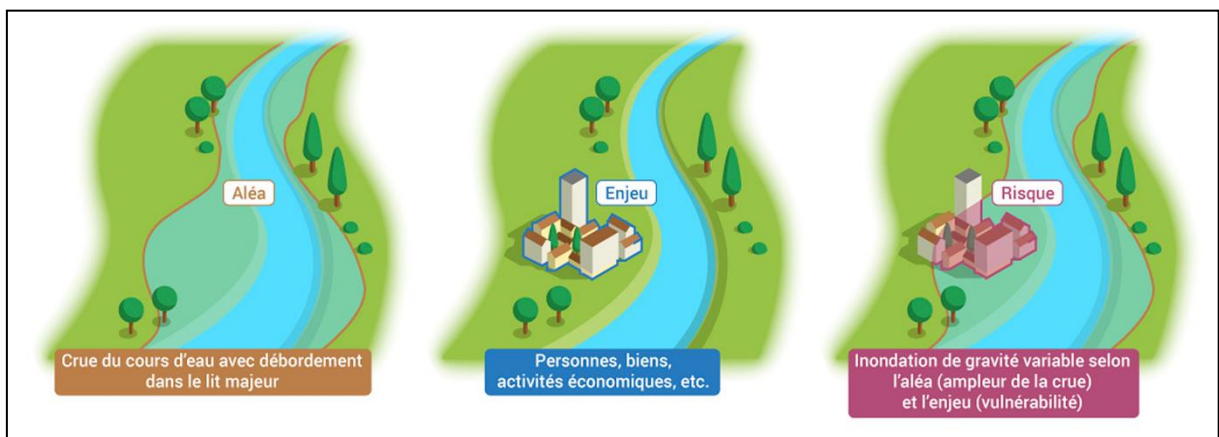 Aléa
Crue du cours d'eau avec débordement
dans le lit majeur
Enjeu
Personnes, biens,
activités économiques, etc.
Risque
Inondation de gravité variable selon
l'aléa (ampleur de la crue)
et l'enjeu (vulnérabilité)